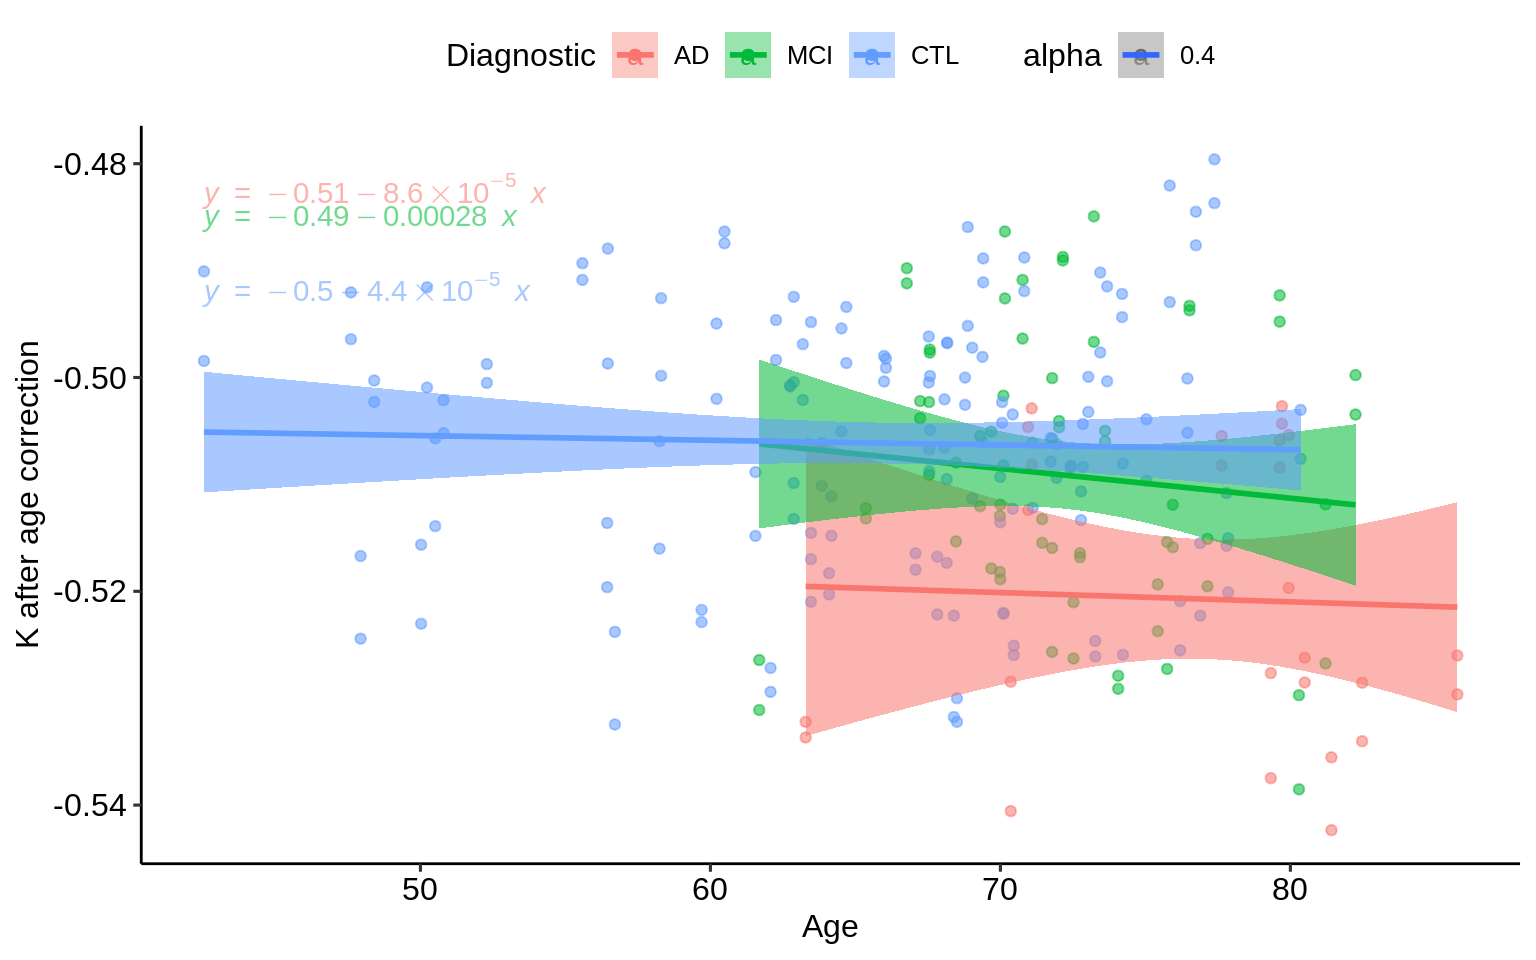 Diagnostic a AD a MCI a CTL alpha a 0.4
-0.48
y = −0.51 − 8.6 × 10⁻⁵ x
y = −0.49 − 0.00028 x
y = −0.5 − 4.4 × 10⁻⁵ x
-0.50
-0.52
-0.54
K after age correction
50 60 70 80
Age